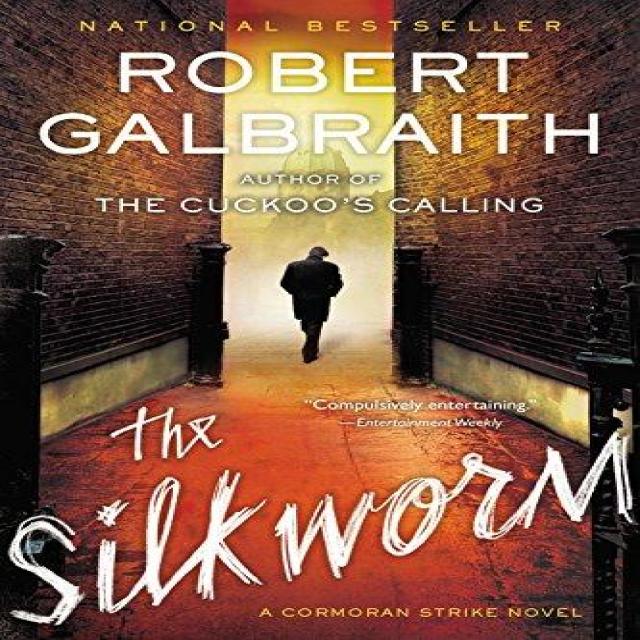 NATIONAL BESTSELLER
ROBERT
GALBRAITH
AUTHOR OF
THE CUCKOO'S CALLING
"Compulsively entertaining."
—Entertainment Weekly
the
Silkworm
A CORMORAN STRIKE NOVEL